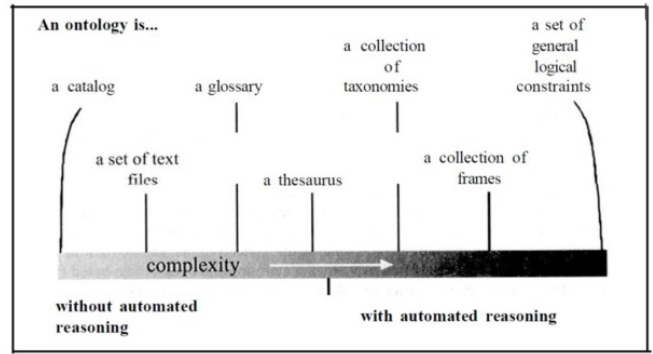 An ontology is...
a set of
general
logical
constraints
a collection
of
taxonomies
a catalog
a glossary
a set of text
files
a thesaurus
a collection of
frames
complexity
without automated
reasoning
with automated reasoning